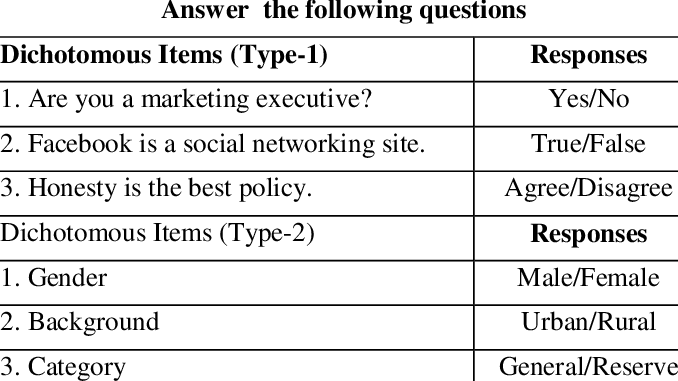 Answer the following questions
Dichotomous Items (Type-1) Responses
1. Are you a marketing executive? Yes/No
2. Facebook is a social networking site. True/False
3. Honesty is the best policy. Agree/Disagree
Dichotomous Items (Type-2) Responses
1. Gender Male/Female
2. Background Urban/Rural
3. Category General/Reserve